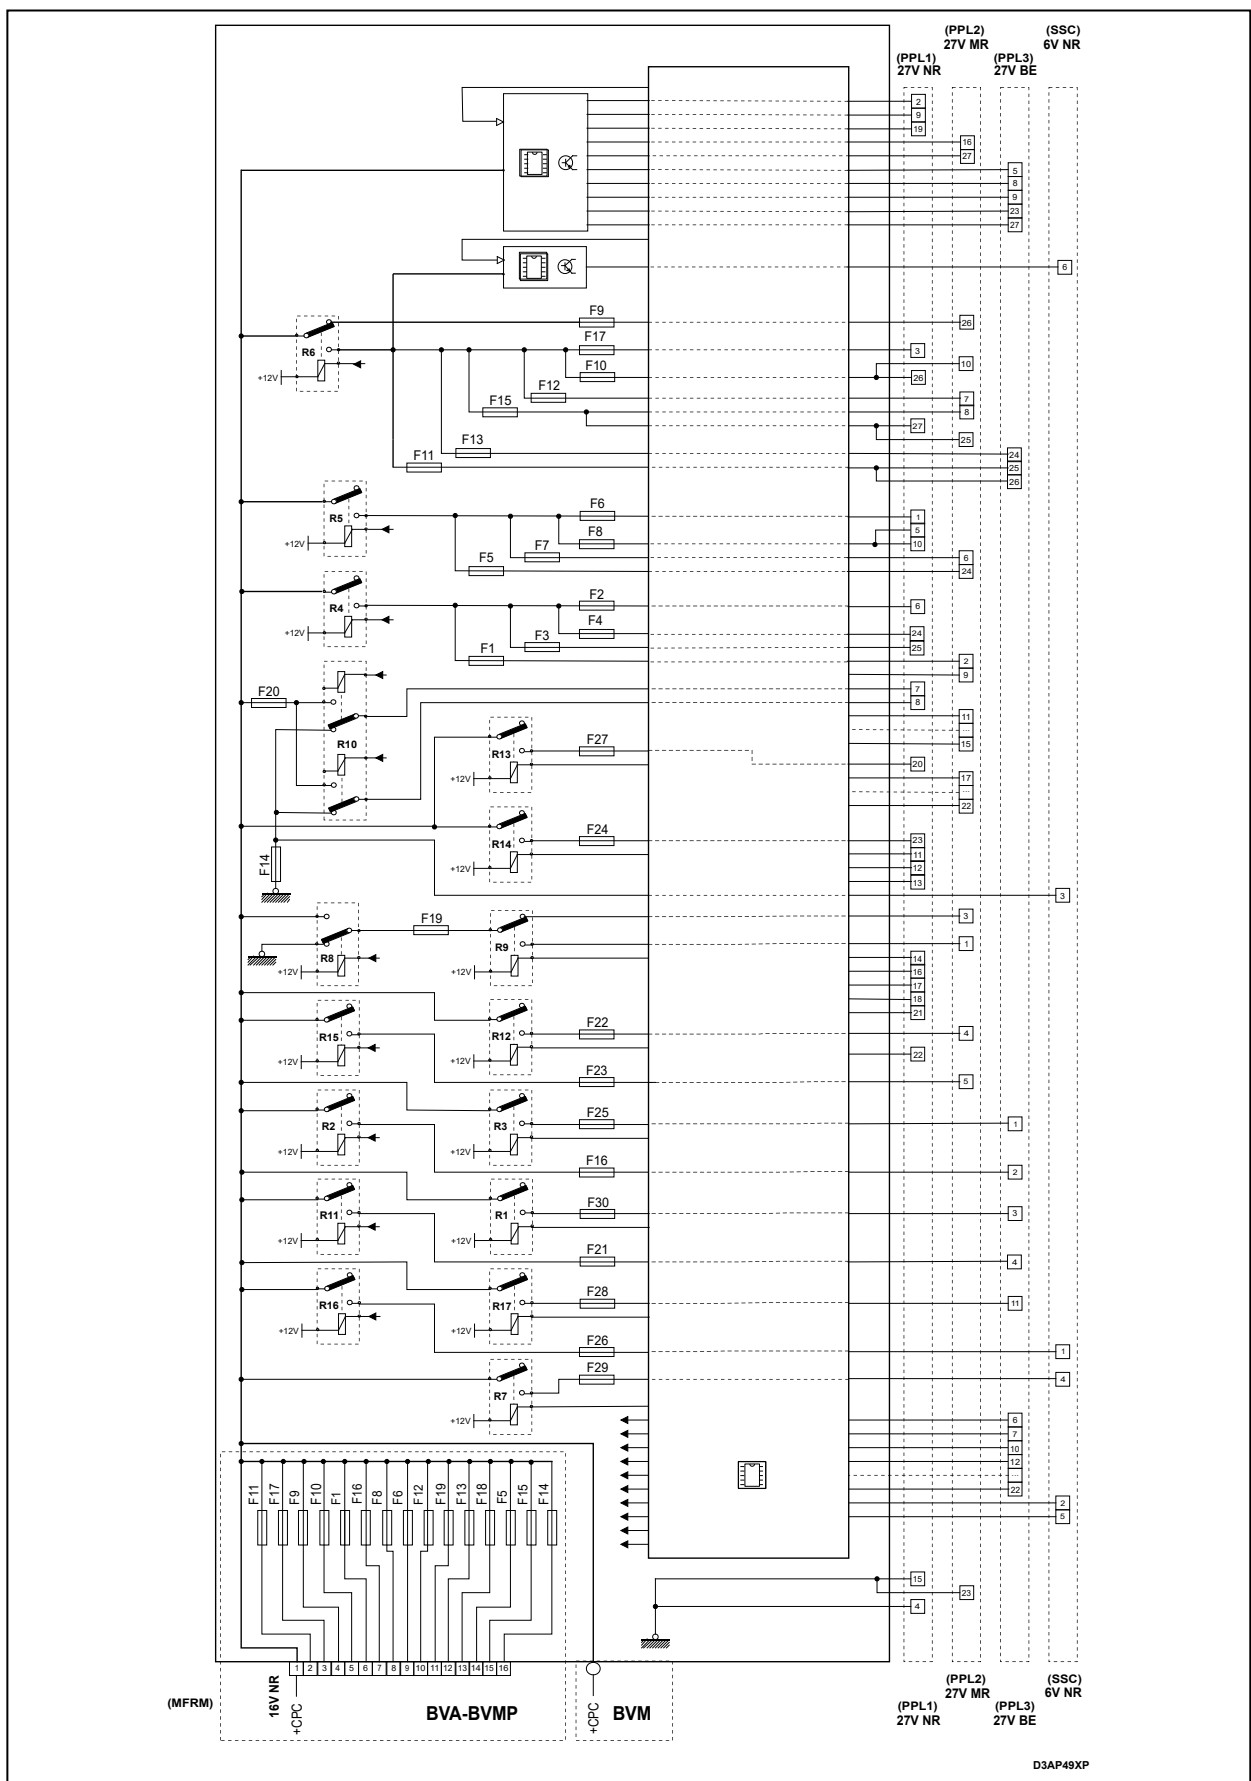 (PPL2)
27V MR
(SSC)
6V NR
(PPL1)
27V NR
(PPL3)
27V BE
2
9
19
16
27
5
8
9
23
27
6
F9
26
F17
R6
3
10
F10
+12V
26
F12
7
F15
8
27
F13
25
24
F11
25
26
F6
R5
1
F8
5
+12V
10
F7
6
F5
24
F2
R4
6
F4
+12V
24
F3
25
F1
2
9
F20
7
8
11
...
R10
F27
15
R13
20
+12V
17
...
22
F24
R14
23
11
F14
+12V
12
13
3
F19
3
R9
1
R8
14
+12V
+12V
16
17
18
21
F22
R15
R12
4
22
+12V
+12V
F23
5
F25
R2
R3
1
+12V
+12V
F16
2
F30
R11
R1
3
+12V
+12V
F21
4
F28
R16
R17
11
+12V
+12V
F26
1
F29
4
R7
+12V
6
7
10
12
...
22
2
5
F11
F17
F9
F10
F1
F16
F8
F6
F12
F19
F13
F18
F5
F15
F14
15
23
4
1 2 3 4 5 6 7 8 9 10 11 12 13 14 15 16
(MFRM)
16V NR
+CPC
BVA-BVMP
+CPC
BVM
(PPL2)
27V MR
(SSC)
6V NR
(PPL1)
27V NR
(PPL3)
27V BE
D3AP49XP